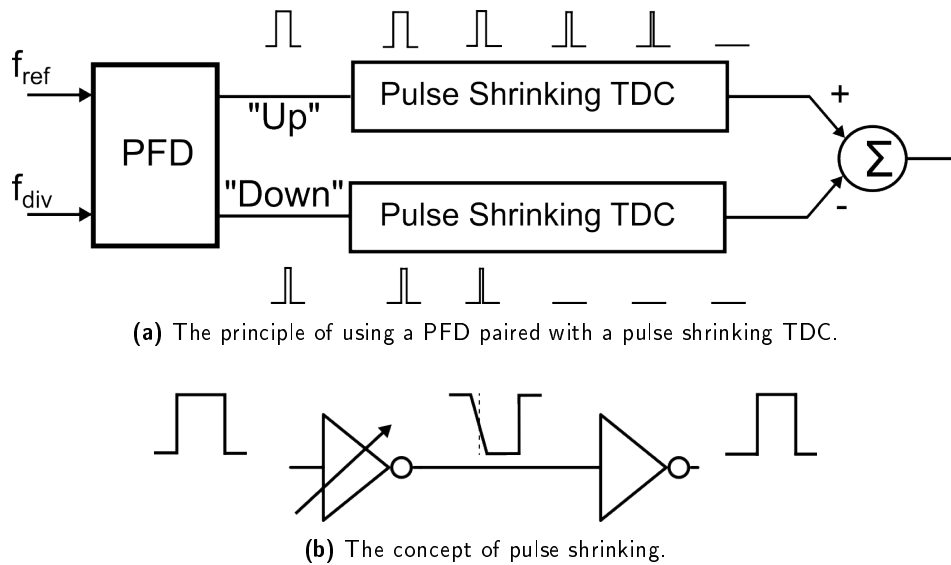 f_ref
"Up"
Pulse Shrinking TDC
+
PFD
Σ
f_div
"Down"
Pulse Shrinking TDC
-
(a) The principle of using a PFD paired with a pulse shrinking TDC.
(b) The concept of pulse shrinking.